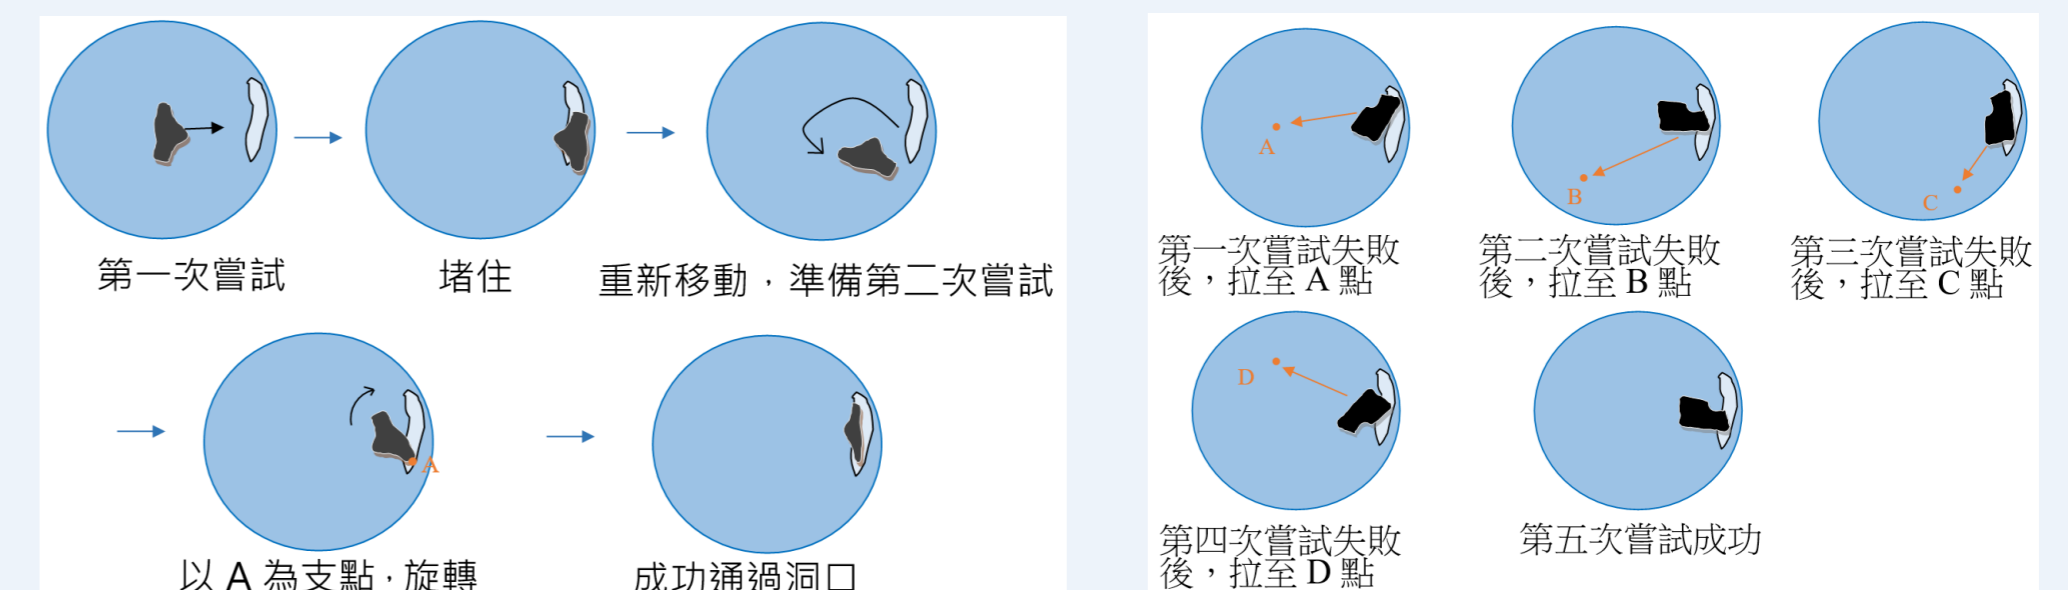 第一次嘗試
堵住
重新移動，準備第二次嘗試
A
以 A 為支點，旋轉
成功通過洞口
A
第一次嘗試失敗
後，拉至 A 點
B
第二次嘗試失敗
後，拉至 B 點
C
第三次嘗試失敗
後，拉至 C 點
D
第四次嘗試失敗
後，拉至 D 點
第五次嘗試成功